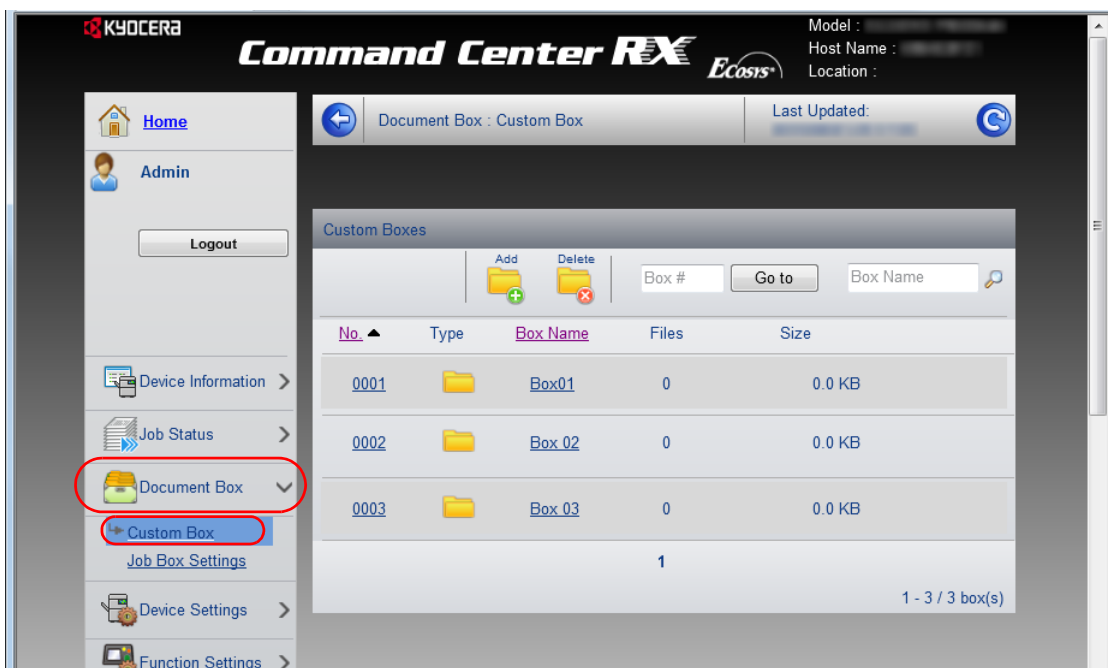 KYOCERA
Command Center RX
Ecosys
Model :
Host Name :
Location :
Home
Admin
Logout
Device Information
Job Status
Document Box
Custom Box
Job Box Settings
Device Settings
Function Settings
Document Box : Custom Box
Last Updated:
Custom Boxes
Add Delete
Box # Go to Box Name
No. Type Box Name Files Size
0001 Box01 0 0.0 KB
0002 Box 02 0 0.0 KB
0003 Box 03 0 0.0 KB
1
1 - 3 / 3 box(s)